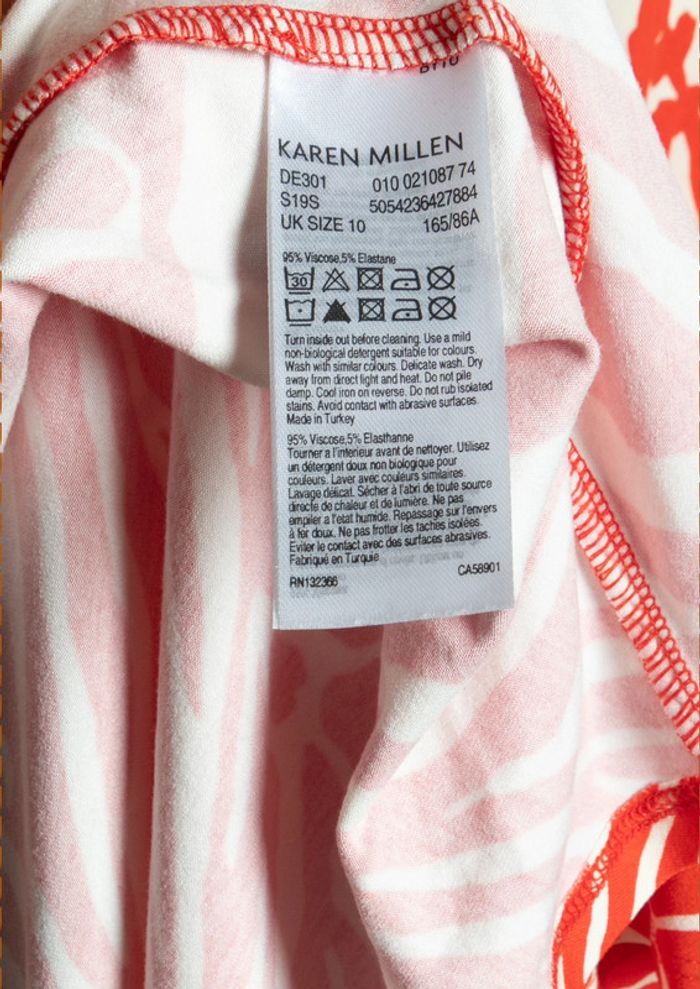 KAREN MILLEN
DE301 010 021087 74
S19S 5054236427884
UK SIZE 10 165/86A
95% Viscose,5% Elastane
30
Turn inside out before cleaning. Use a mild
non-biological detergent suitable for colours.
Wash with similar colours. Delicate wash. Dry
away from direct light and heat. Do not pile
damp. Cool iron on reverse. Do not rub isolated
stains. Avoid contact with abrasive surfaces.
Made in Turkey
95% Viscose,5% Elasthanne
Tourner a l'interieur avant de nettoyer. Utilisez
un détergent doux non biologique pour
couleurs. Laver avec couleurs similaires.
Lavage délicat. Sécher à l'abri de toute source
directe de chaleur et de lumière. Ne pas
empiler a l'etat humide. Repassage sur l'envers
à fer doux. Ne pas frotter les taches isolées.
Eviter le contact avec des surfaces abrasives.
Fabriqué en Turquie
RN132366 CA58901